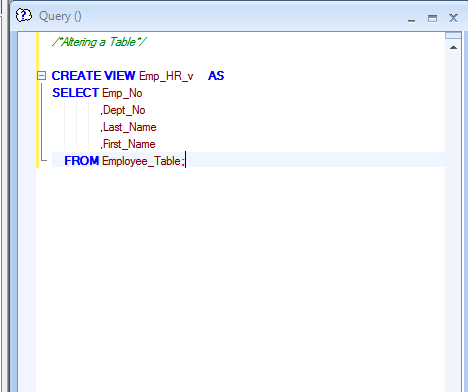 Query ()
/*Altering a Table*/
CREATE VIEW Emp_HR_v AS
SELECT Emp_No
,Dept_No
,Last_Name
,First_Name
FROM Employee_Table;